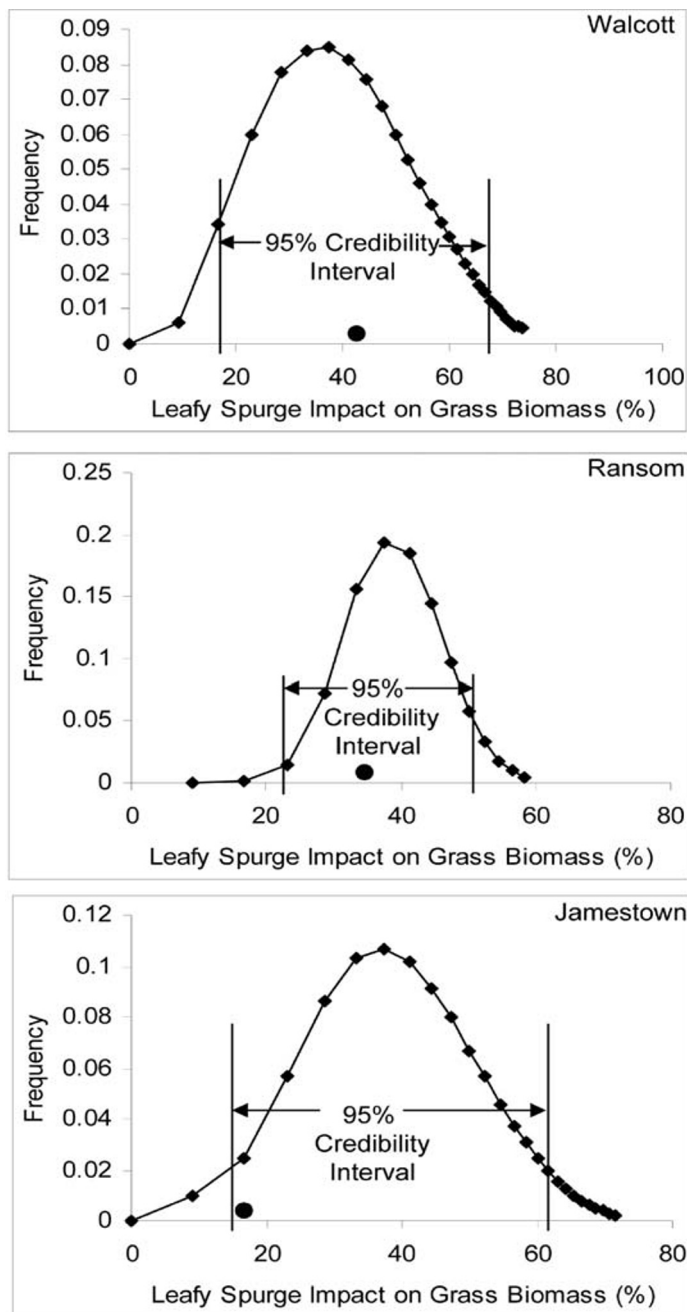 Walcott
0.09
0.08
0.07
0.06
0.05
0.04
0.03
0.02
0.01
0
Frequency
95% Credibility
Interval
0 20 40 60 80 100
Leafy Spurge Impact on Grass Biomass (%)
Ransom
0.25
0.2
0.15
0.1
0.05
0
Frequency
95%
Credibility
Interval
0 20 40 60 80
Leafy Spurge Impact on Grass Biomass (%)
Jamestown
0.12
0.1
0.08
0.06
0.04
0.02
0
Frequency
95%
Credibility
Interval
0 20 40 60 80
Leafy Spurge Impact on Grass Biomass (%)